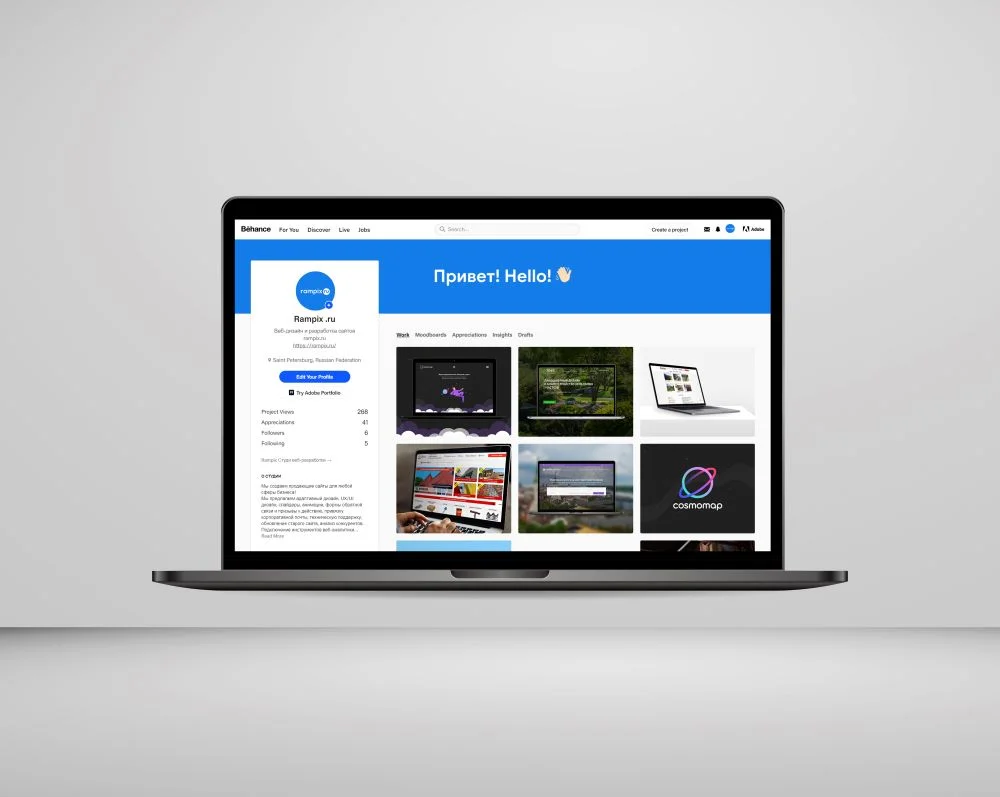 Bēhance For You Discover Live Jobs
Search...
Create a project
Adobe
Привет! Hello! 👋🏻
rampix ru
Rampix .ru
Веб-дизайн и разработка сайтов
rampix.ru
https://rampix.ru/
Saint Petersburg, Russian Federation
Edit Your Profile
Try Adobe Portfolio
Project Views 268
Appreciations 41
Followers 6
Following 5
Rampix Студия веб-разработки →
О СТУДИИ
Мы создаем продающие сайты для любой
сферы бизнеса!
Мы предлагаем адаптивный дизайн, UX/UI
дизайн, слайдеры, анимации, формы обратной
связи и призывы к действию, привязку
корпоративной почты, техническую поддержку,
обновление старого сайта, анализ конкурентов.
Подключение инструментов веб-аналитики...
Read More
Work Moodboards Appreciations Insights Drafts
cosmomap